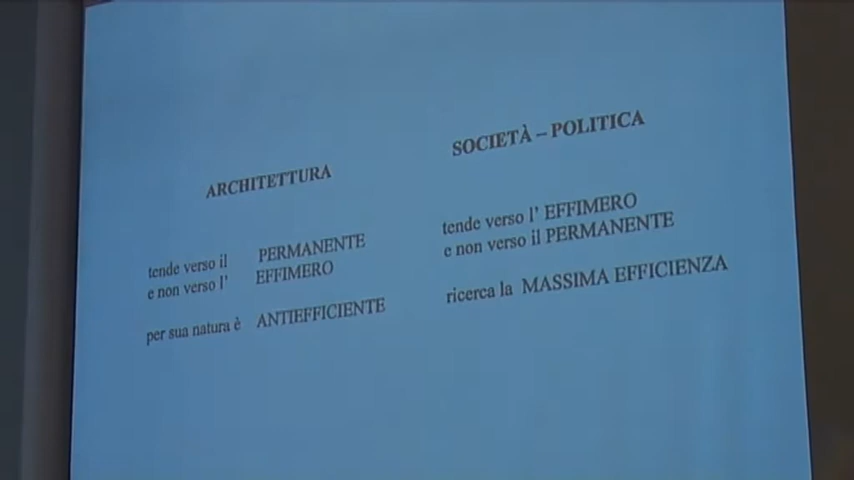 ARCHITETTURA
tende verso il PERMANENTE
e non verso l' EFFIMERO
per sua natura è ANTIEFFICIENTE
SOCIETÀ – POLITICA
tende verso l' EFFIMERO
e non verso il PERMANENTE
ricerca la MASSIMA EFFICIENZA